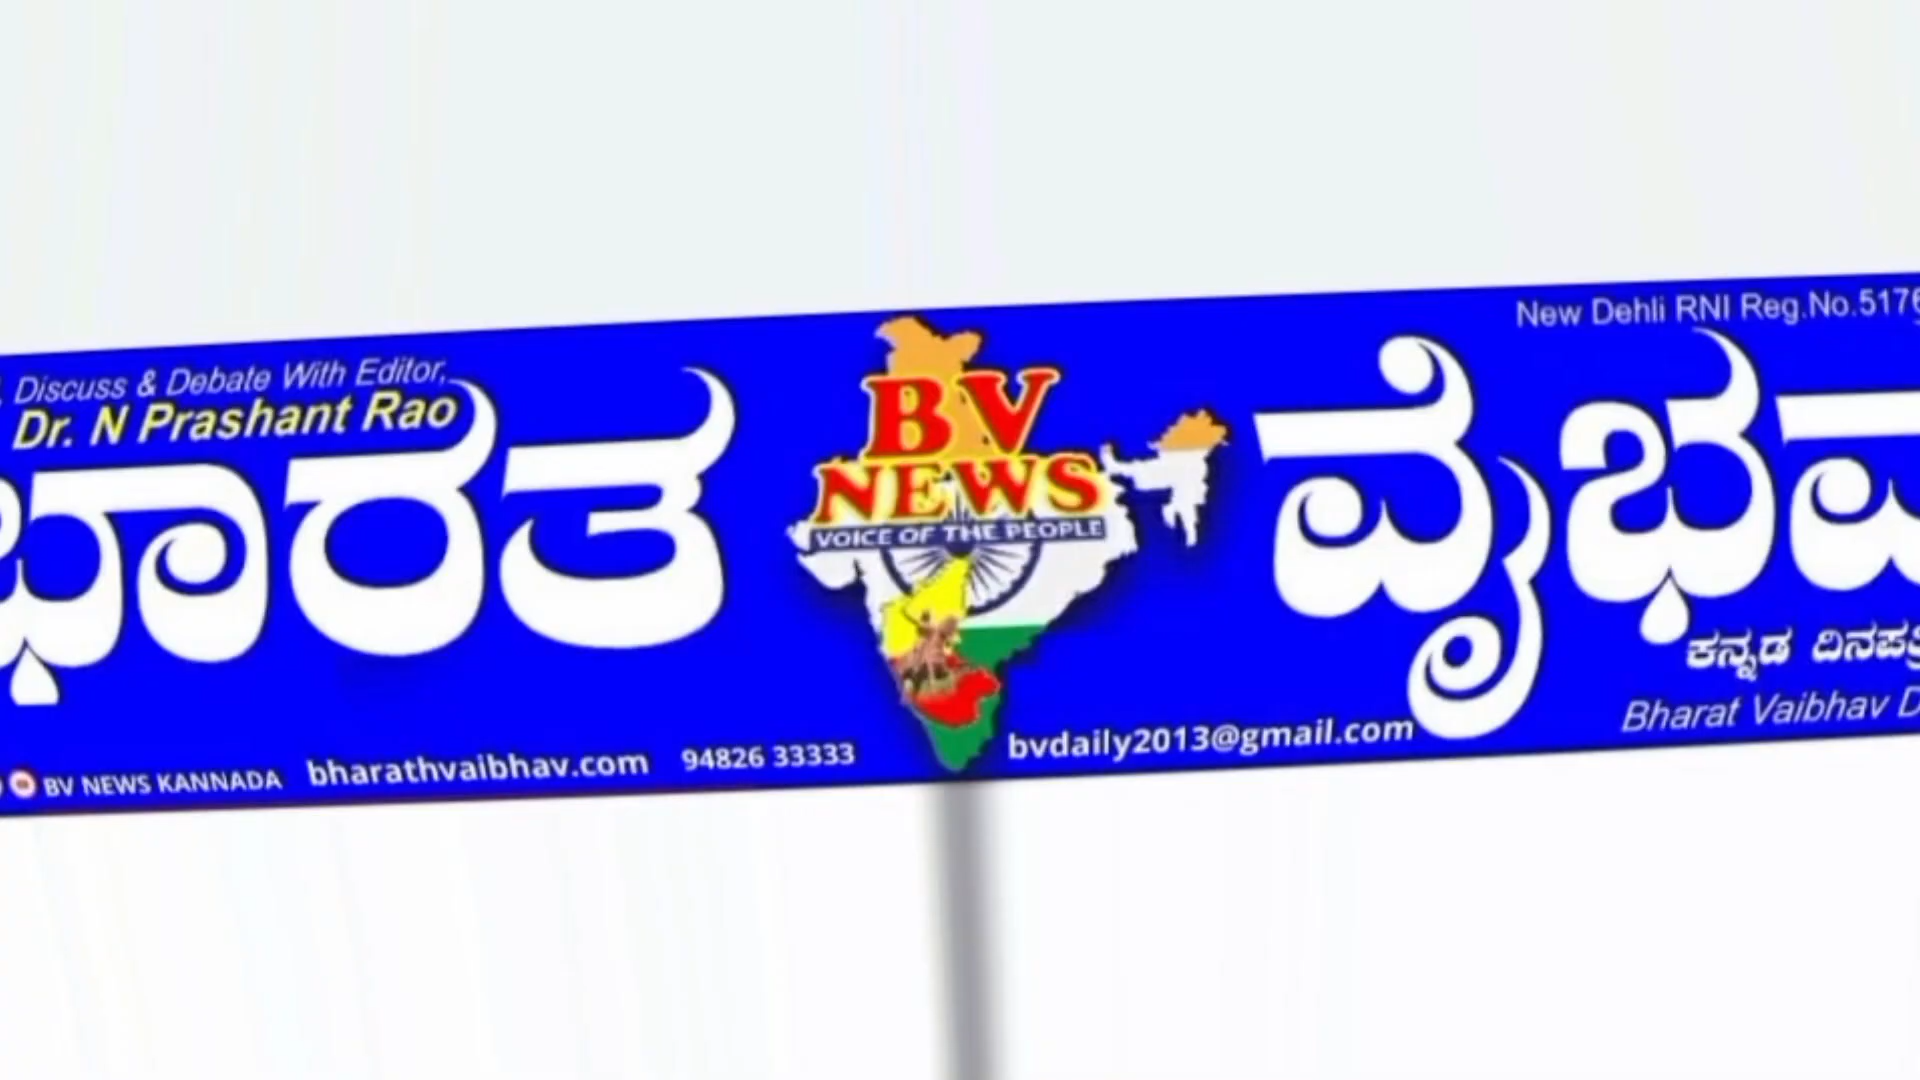 Discuss & Debate With Editor,
Dr. N Prashant Rao
New Dehli RNI Reg.No.5176
ಭಾರತ
BV
NEWS
VOICE OF THE PEOPLE
ವೈಭವ
ಕನ್ನಡ
Bharat Vaibhav
BV NEWS KANNADA
bharathvaibhav.com
94826 33333
bvdaily2013@gmail.com